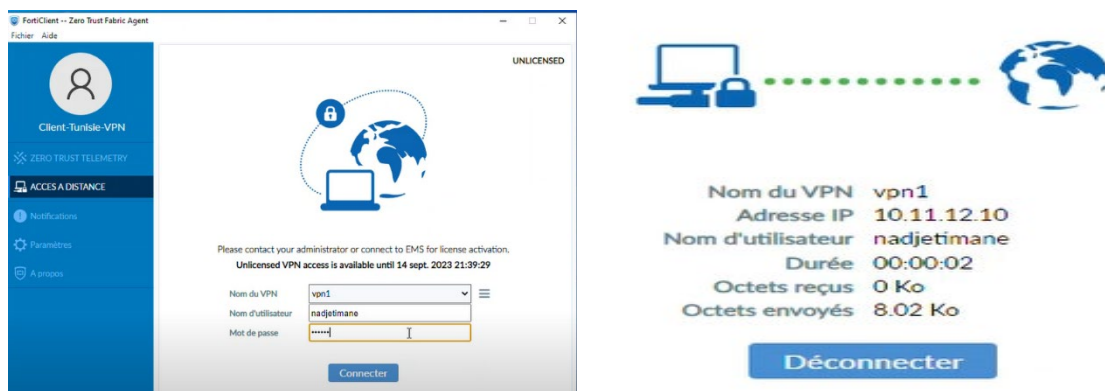 FortiClient -- Zero Trust Fabric Agent
Fichier Aide
UNLICENSED
Client-Tunisie-VPN
ZERO TRUST TELEMETRY
ACCES A DISTANCE
Notifications
Paramètres
A propos
Please contact your administrator or connect to EMS for license activation.
Unlicensed VPN access is available until 14 sept. 2023 21:39:29
Nom du VPN vpn1
Nom d'utilisateur nadjetimane
Mot de passe ••••••
Connecter
Nom du VPN vpn1
Adresse IP 10.11.12.10
Nom d'utilisateur nadjetimane
Durée 00:00:02
Octets reçus 0 Ko
Octets envoyés 8.02 Ko
Déconnecter